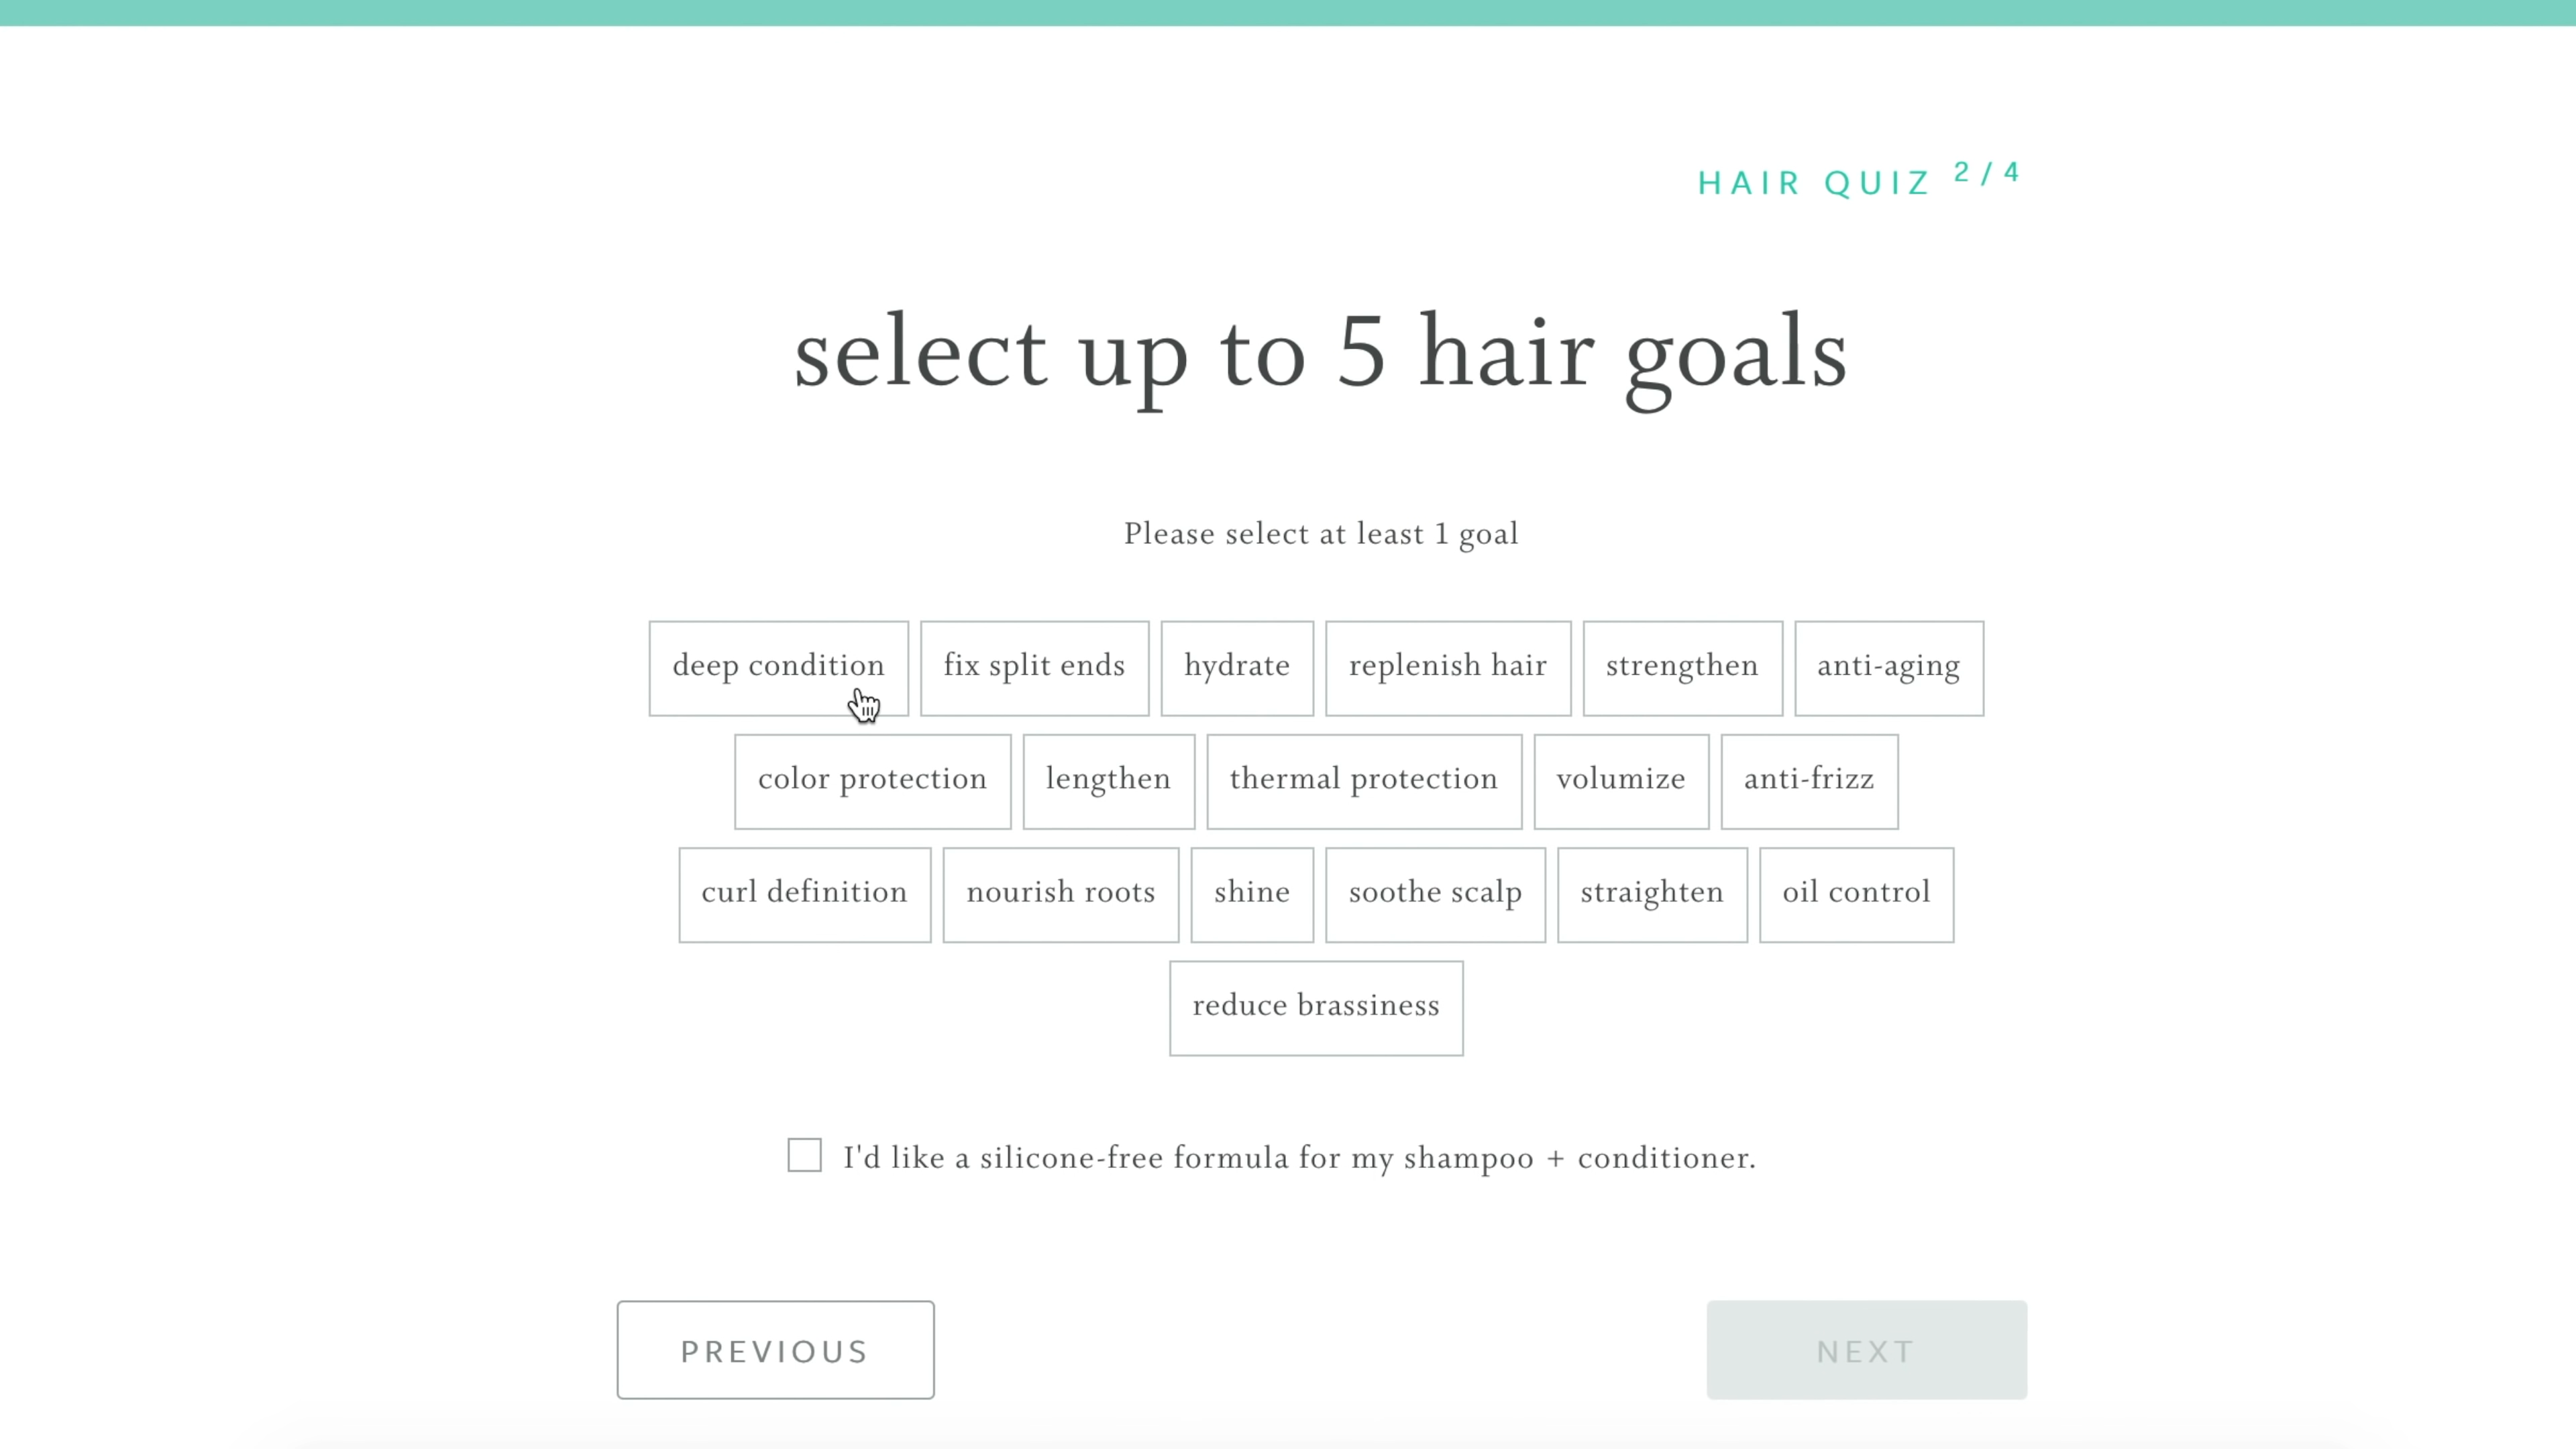 HAIR QUIZ 2/4
select up to 5 hair goals
Please select at least 1 goal
deep condition fix split ends hydrate replenish hair strengthen anti-aging
color protection lengthen thermal protection volumize anti-frizz
curl definition nourish roots shine soothe scalp straighten oil control
reduce brassiness
I'd like a silicone-free formula for my shampoo + conditioner.
PREVIOUS NEXT